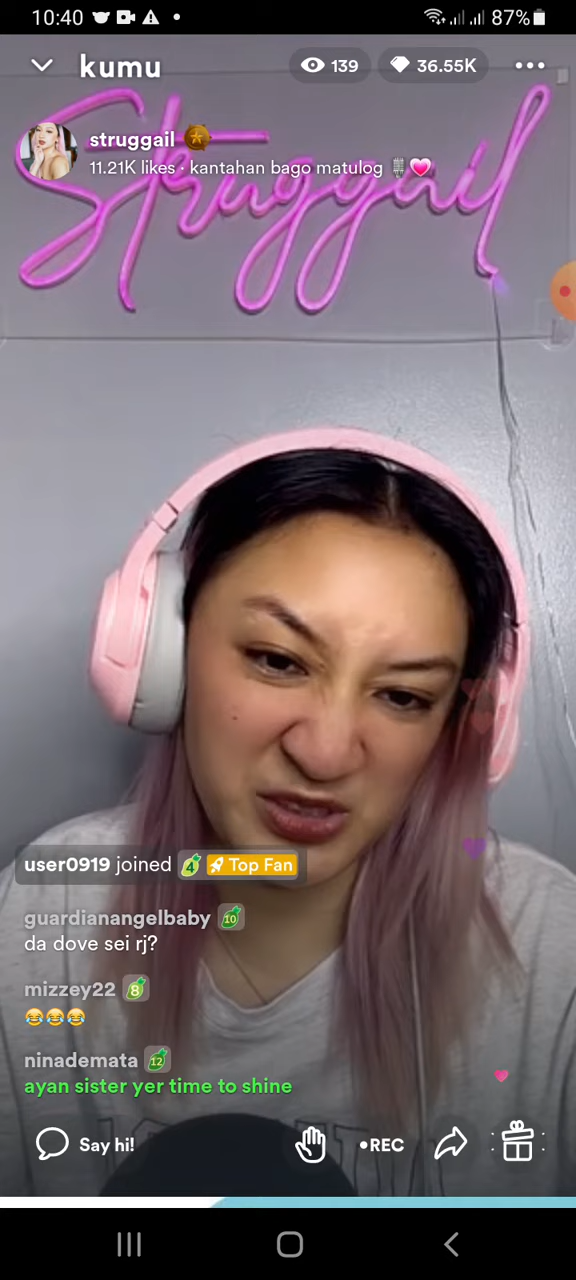 10:40
87%
kumu
139
36.55K
Struggail
struggail
11.21K likes · kantahan bago matulog
user0919 joined 4 Top Fan
guardianangelbaby 10
da dove sei rj?
mizzey22 8
😂😂😂
ninademata 12
ayan sister yer time to shine
Say hi!
•REC